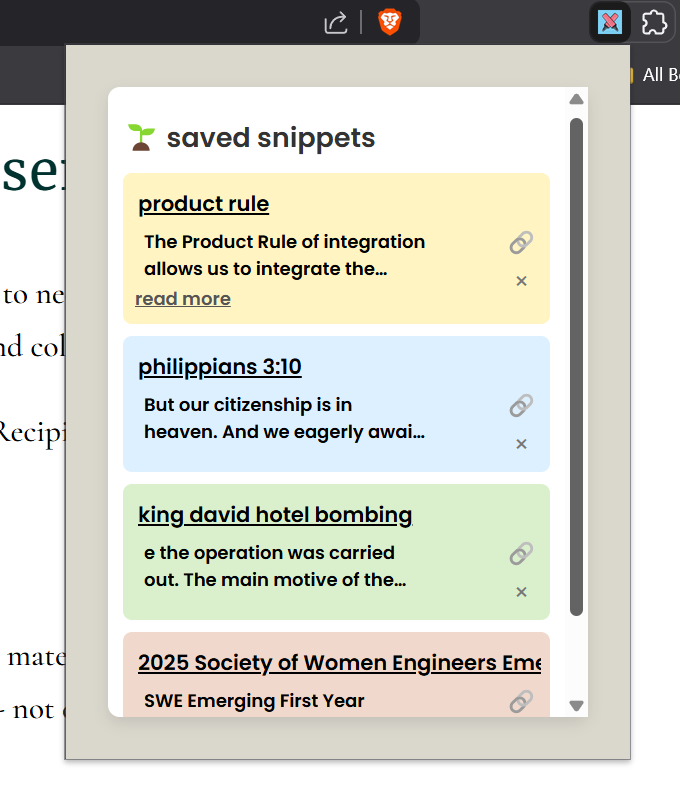 All B
ser
saved snippets
product rule
The Product Rule of integration
allows us to integrate the…
read more
to ne
nd col
philippians 3:10
But our citizenship is in
heaven. And we eagerly awai…
Recipi
king david hotel bombing
e the operation was carried
out. The main motive of the…
mate
2025 Society of Women Engineers Eme
SWE Emerging First Year
- not